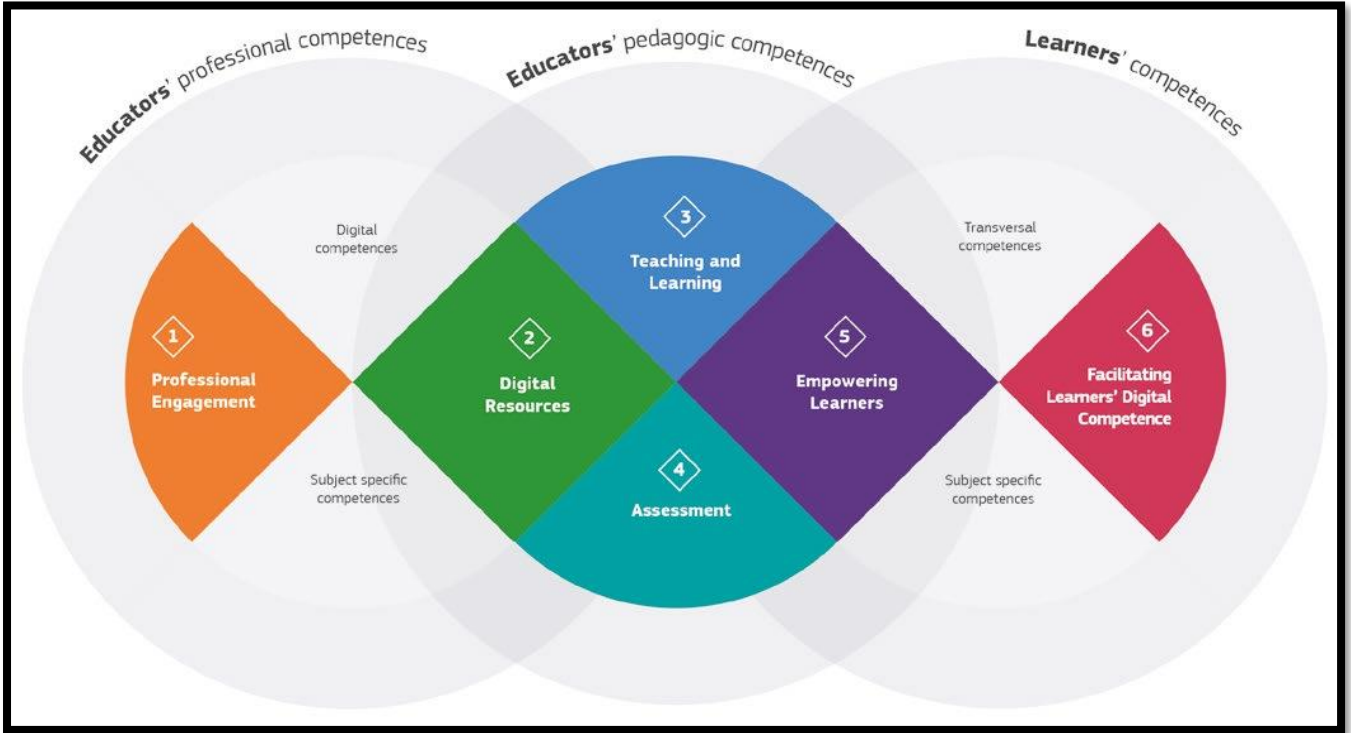 Educators' professional competences
Educators' pedagogic competences
Learners' competences
Digital
competences
Subject specific
competences
1
Professional
Engagement
2
Digital
Resources
3
Teaching and
Learning
4
Assessment
5
Empowering
Learners
Transversal
competences
Subject specific
competences
6
Facilitating
Learners' Digital
Competence